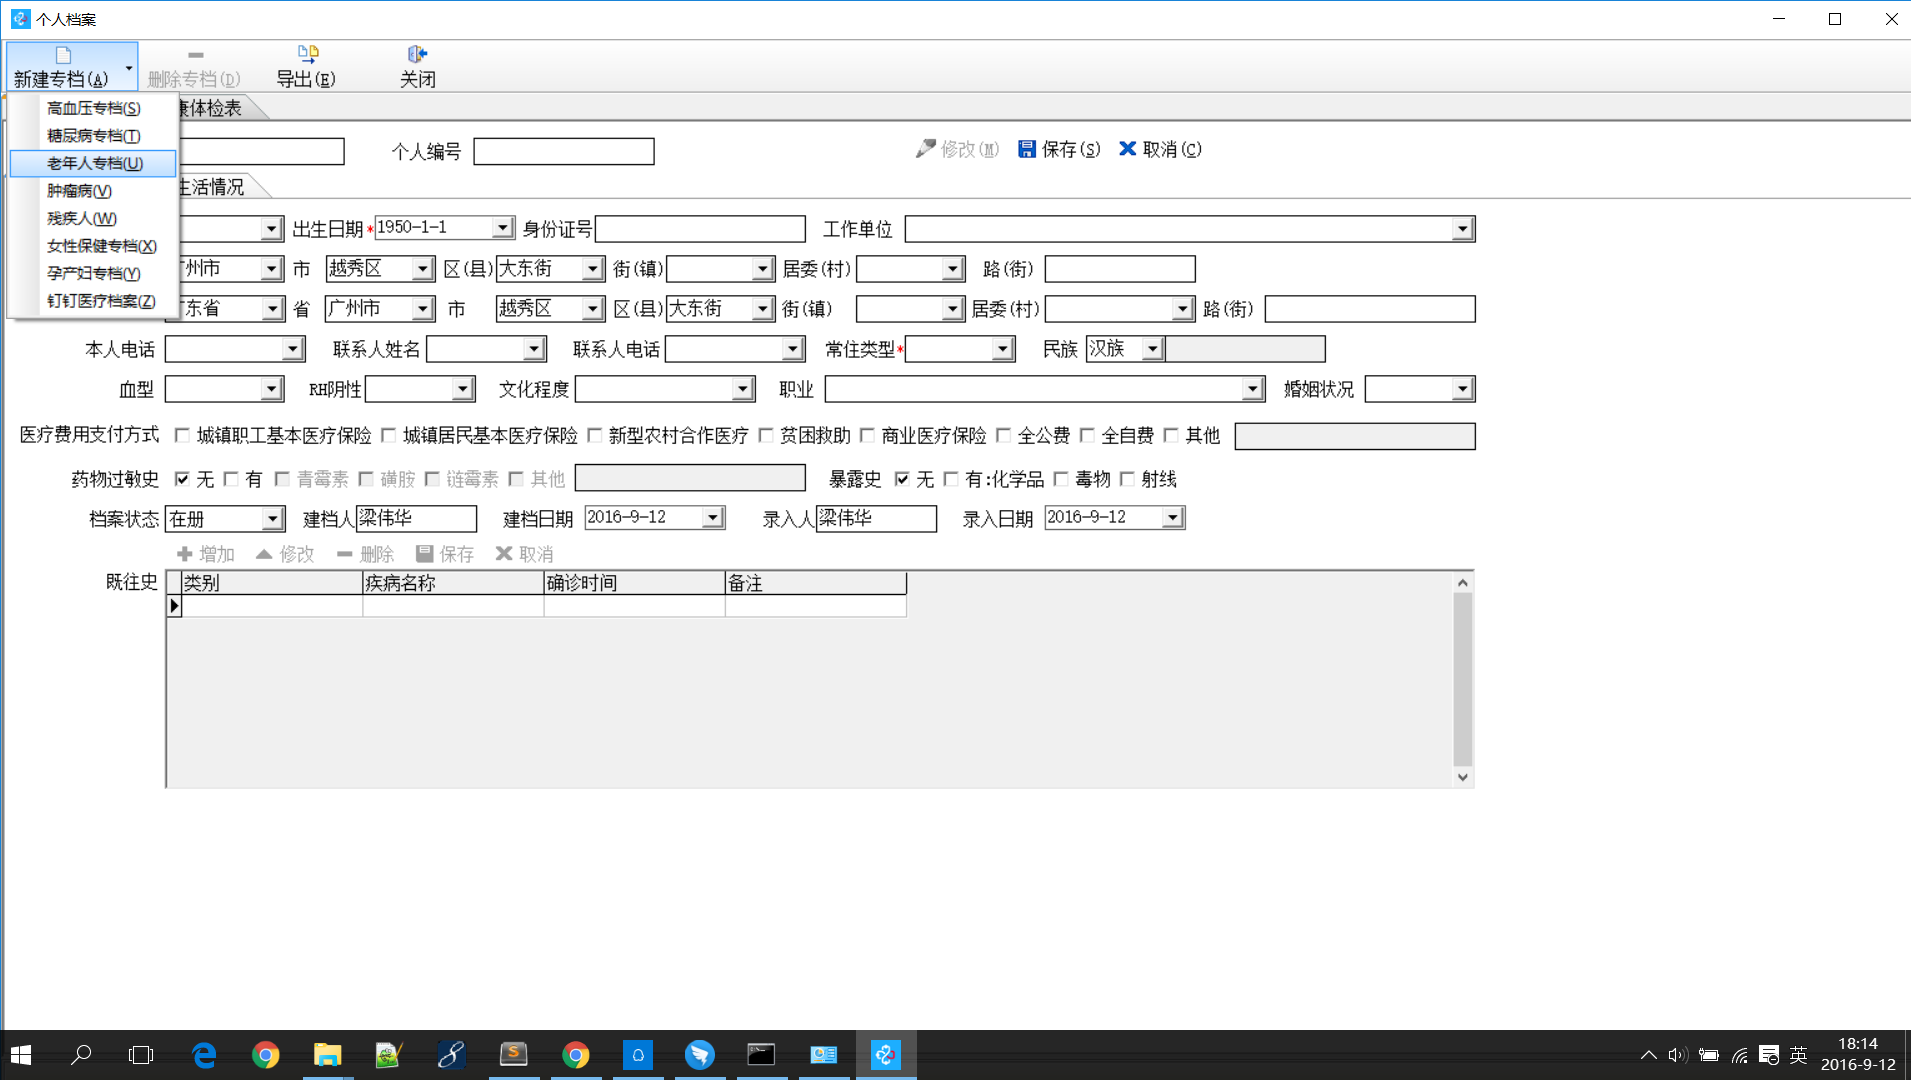 个人档案
新建专档(A) 删除专档(D) 导出(E) 关闭
高血压专档(S) 康体检表
糖尿病专档(T) 个人编号 修改(M) 保存(S) 取消(C)
老年人专档(U)
肿瘤病(V) 生活情况
残疾人(W) 出生日期*1950-1-1 身份证号 工作单位
女性保健专档(X)
孕产妇专档(Y) 州市 市 越秀区 区(县) 大东街 街(镇) 居委(村) 路(街)
钉钉医疗档案(Z) 东省 省 广州市 市 越秀区 区(县) 大东街 街(镇) 居委(村) 路(街)
本人电话 联系人姓名 联系人电话 常住类型* 民族 汉族
血型 RH阴性 文化程度 职业 婚姻状况
医疗费用支付方式 城镇职工基本医疗保险 城镇居民基本医疗保险 新型农村合作医疗 贫困救助 商业医疗保险 全公费 全自费 其他
药物过敏史 无 有 青霉素 磺胺 链霉素 其他 暴露史 无 有:化学品 毒物 射线
档案状态 在册 建档人 梁伟华 建档日期 2016-9-12 录入人 梁伟华 录入日期 2016-9-12
增加 修改 删除 保存 取消
既往史 类别 疾病名称 确诊时间 备注
英 18:14
2016-9-12